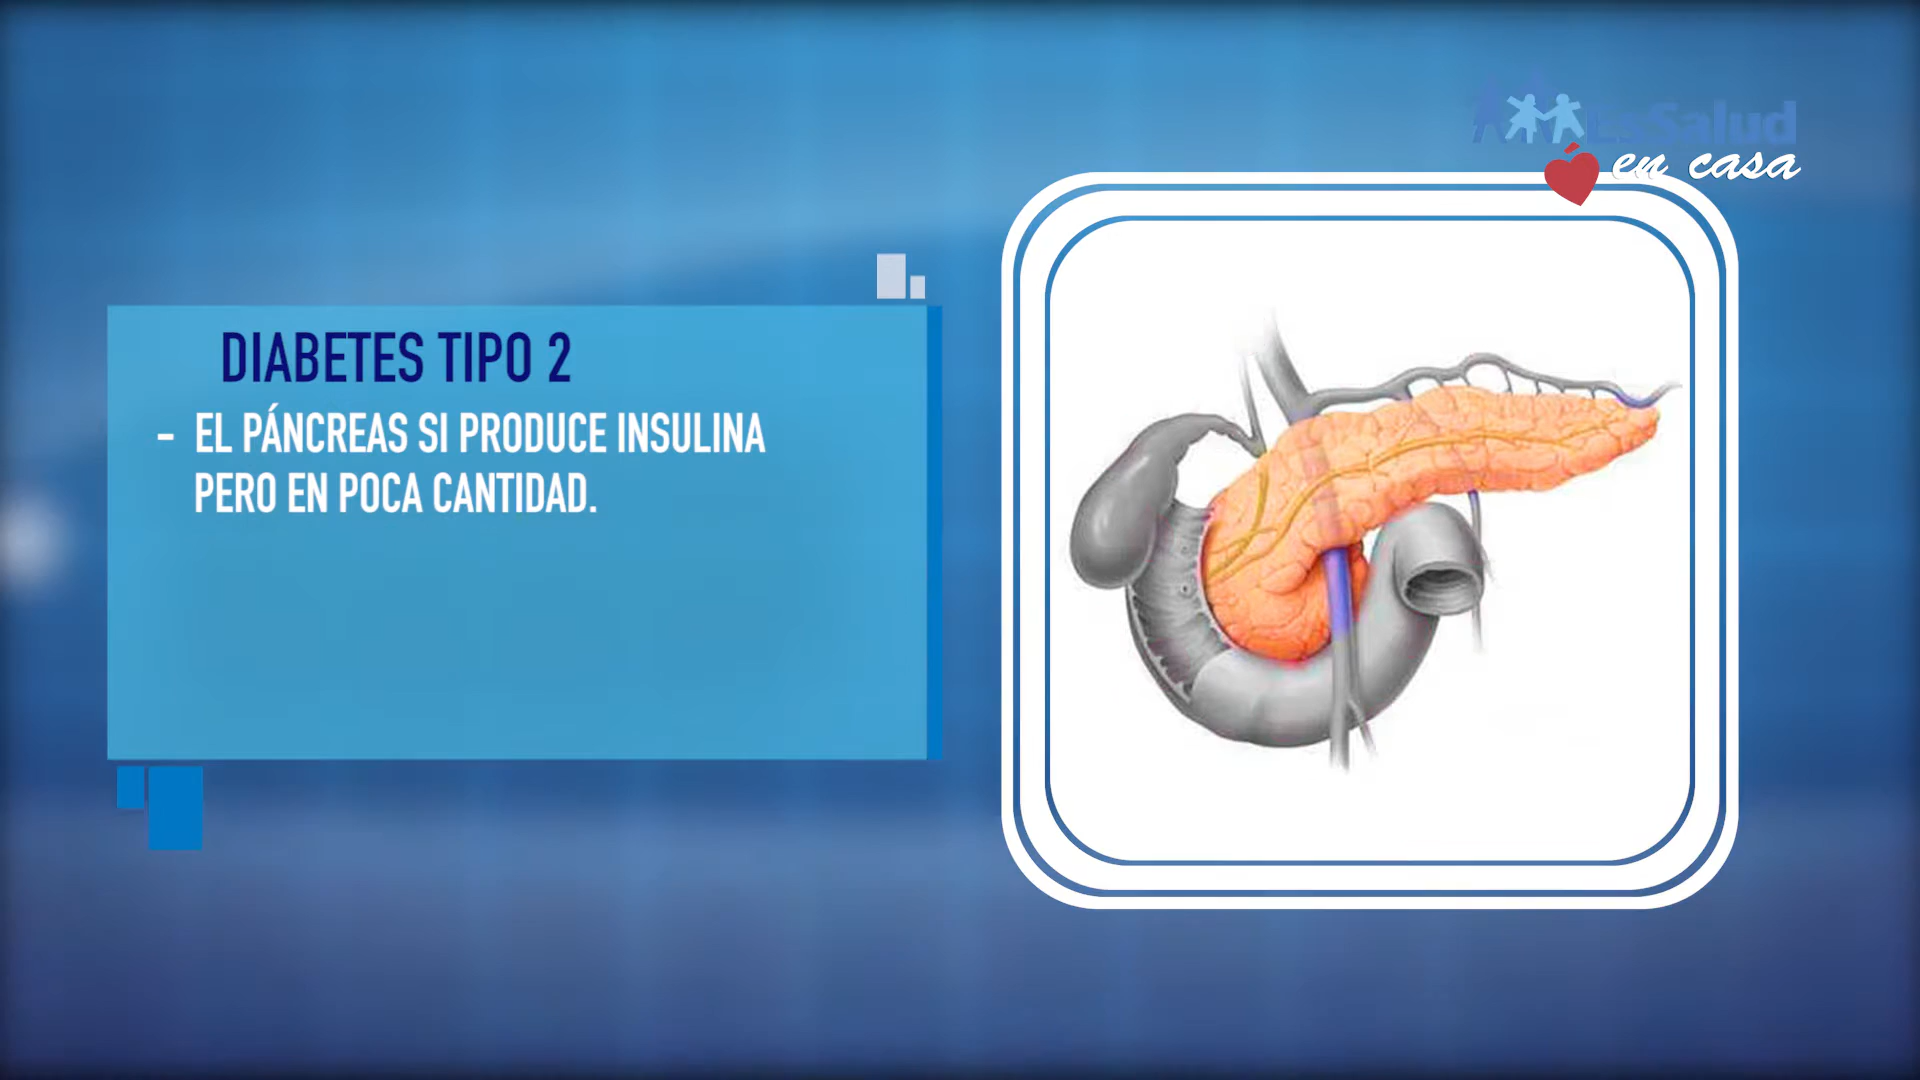 EsSalud
en casa
DIABETES TIPO 2
- EL PÁNCREAS SI PRODUCE INSULINA
PERO EN POCA CANTIDAD.